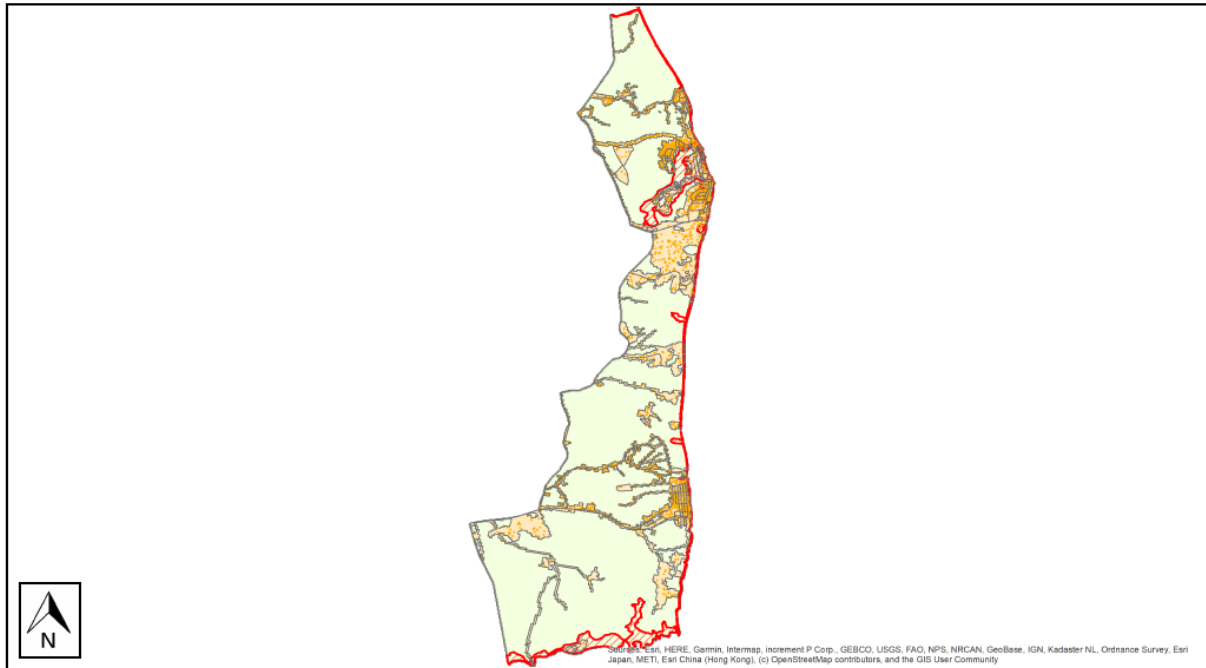 N
Sources: Esri, HERE, Garmin, Intermap, increment P Corp., GEBCO, USGS, FAO, NPS, NRCAN, GeoBase, IGN, Kadaster NL, Ordnance Survey, Esri
Japan, METI, Esri China (Hong Kong), (c) OpenStreetMap contributors, and the GIS User Community